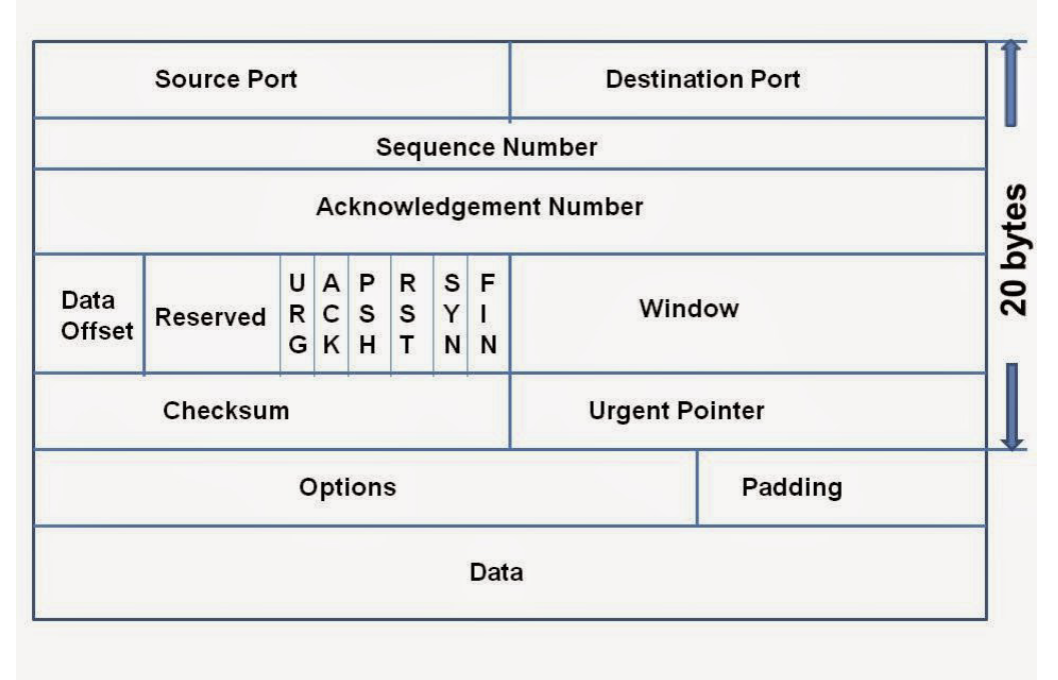 Source Port
Destination Port
Sequence Number
Acknowledgement Number
Data
Offset
Reserved
URG
ACK
PSH
RST
SYN
FIN
Window
Checksum
Urgent Pointer
Options
Padding
Data
20 bytes